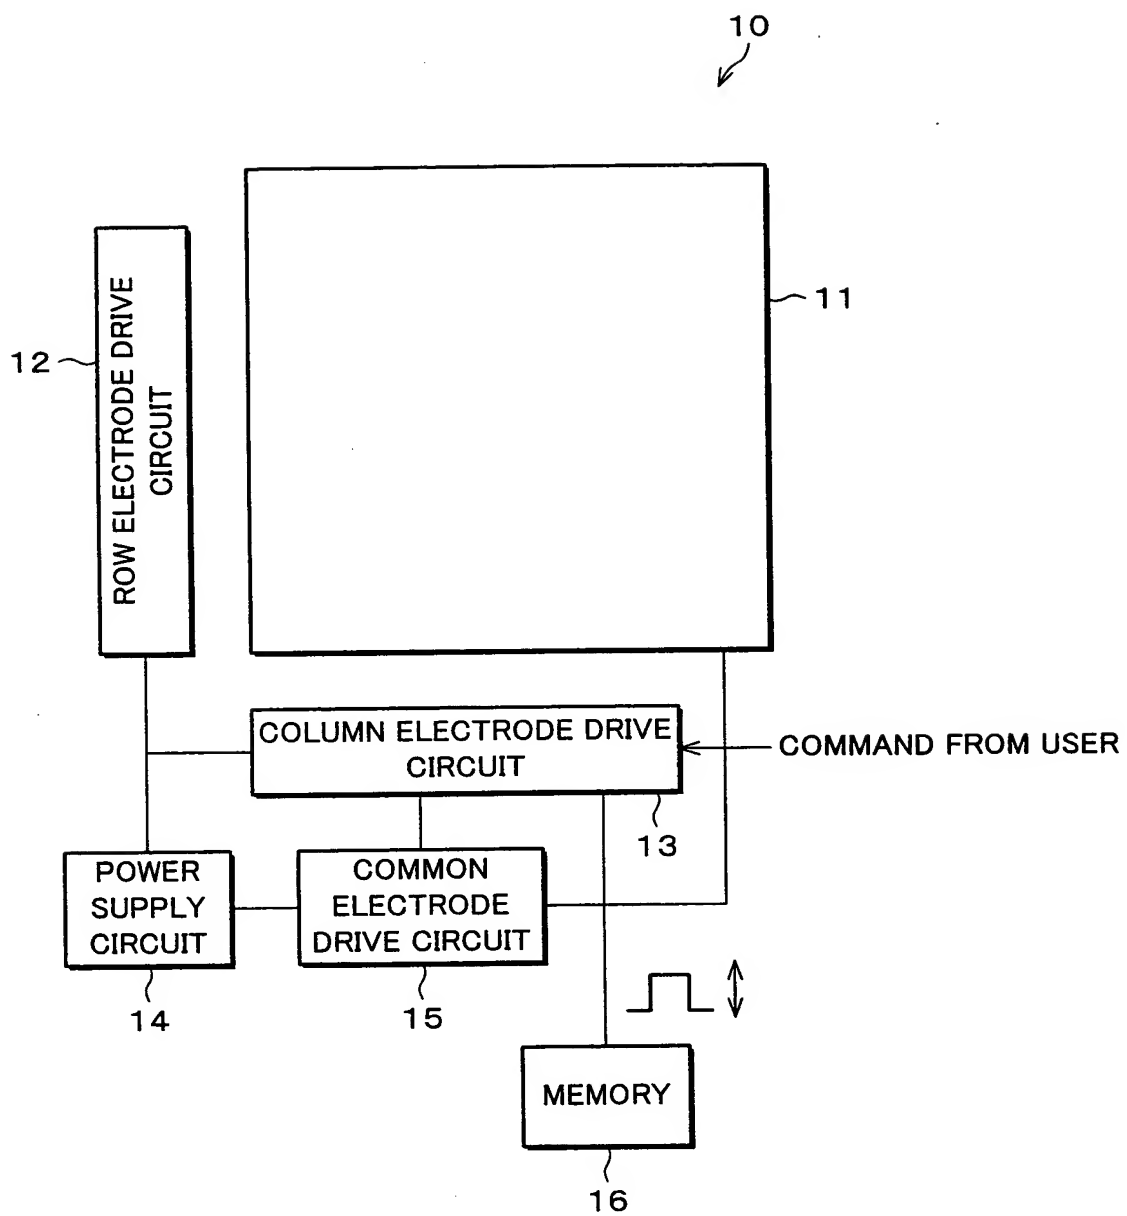 10
11
12
ROW ELECTRODE DRIVE
CIRCUIT
COLUMN ELECTRODE DRIVE
CIRCUIT
COMMAND FROM USER
13
POWER
SUPPLY
CIRCUIT
COMMON
ELECTRODE
DRIVE CIRCUIT
14
15
MEMORY
16